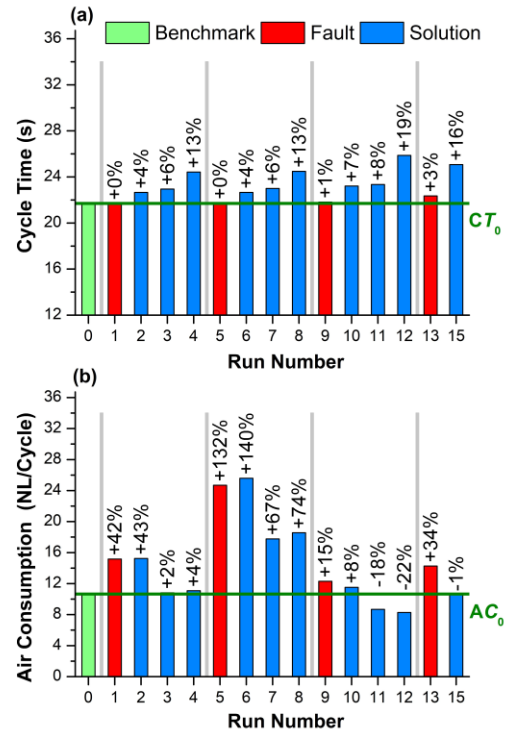 (a)
Benchmark Fault Solution
36
32
28
24
20
16
12
Cycle Time (s)
+0% +4% +6% +13% +0% +4% +6% +13% +1% +7% +8% +19% +3% +16%
CT0
0 1 2 3 4 5 6 7 8 9 10 11 12 13 15
Run Number
(b)
36
32
28
24
20
16
12
8
4
0
Air Consumption (NL/Cycle)
+42% +43% +2% +4% +132% +140% +67% +74% +15% +8% -18% -22% +34% -1%
AC0
0 1 2 3 4 5 6 7 8 9 10 11 12 13 15
Run Number